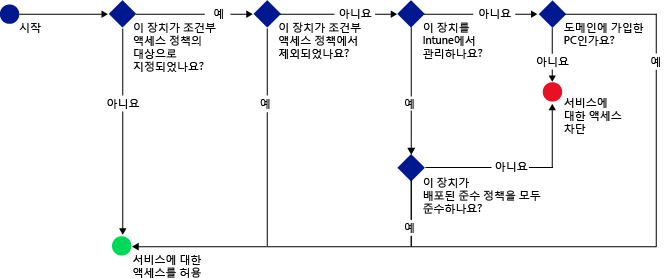 시작
예
이 장치가 조건부
액세스 정책의
대상으로
지정되었나요?
아니요
이 장치가 조건부
액세스 정책에서
제외되었나요?
아니요
이 장치를
Intune에서
관리하나요?
도메인에 가입한
PC인가요?
아니요
예
아니요
예
예
서비스에
대한 액세스
차단
아니요
이 장치가
배포된 준수 정책을 모두
준수하나요?
예
서비스에 대한
액세스를 허용